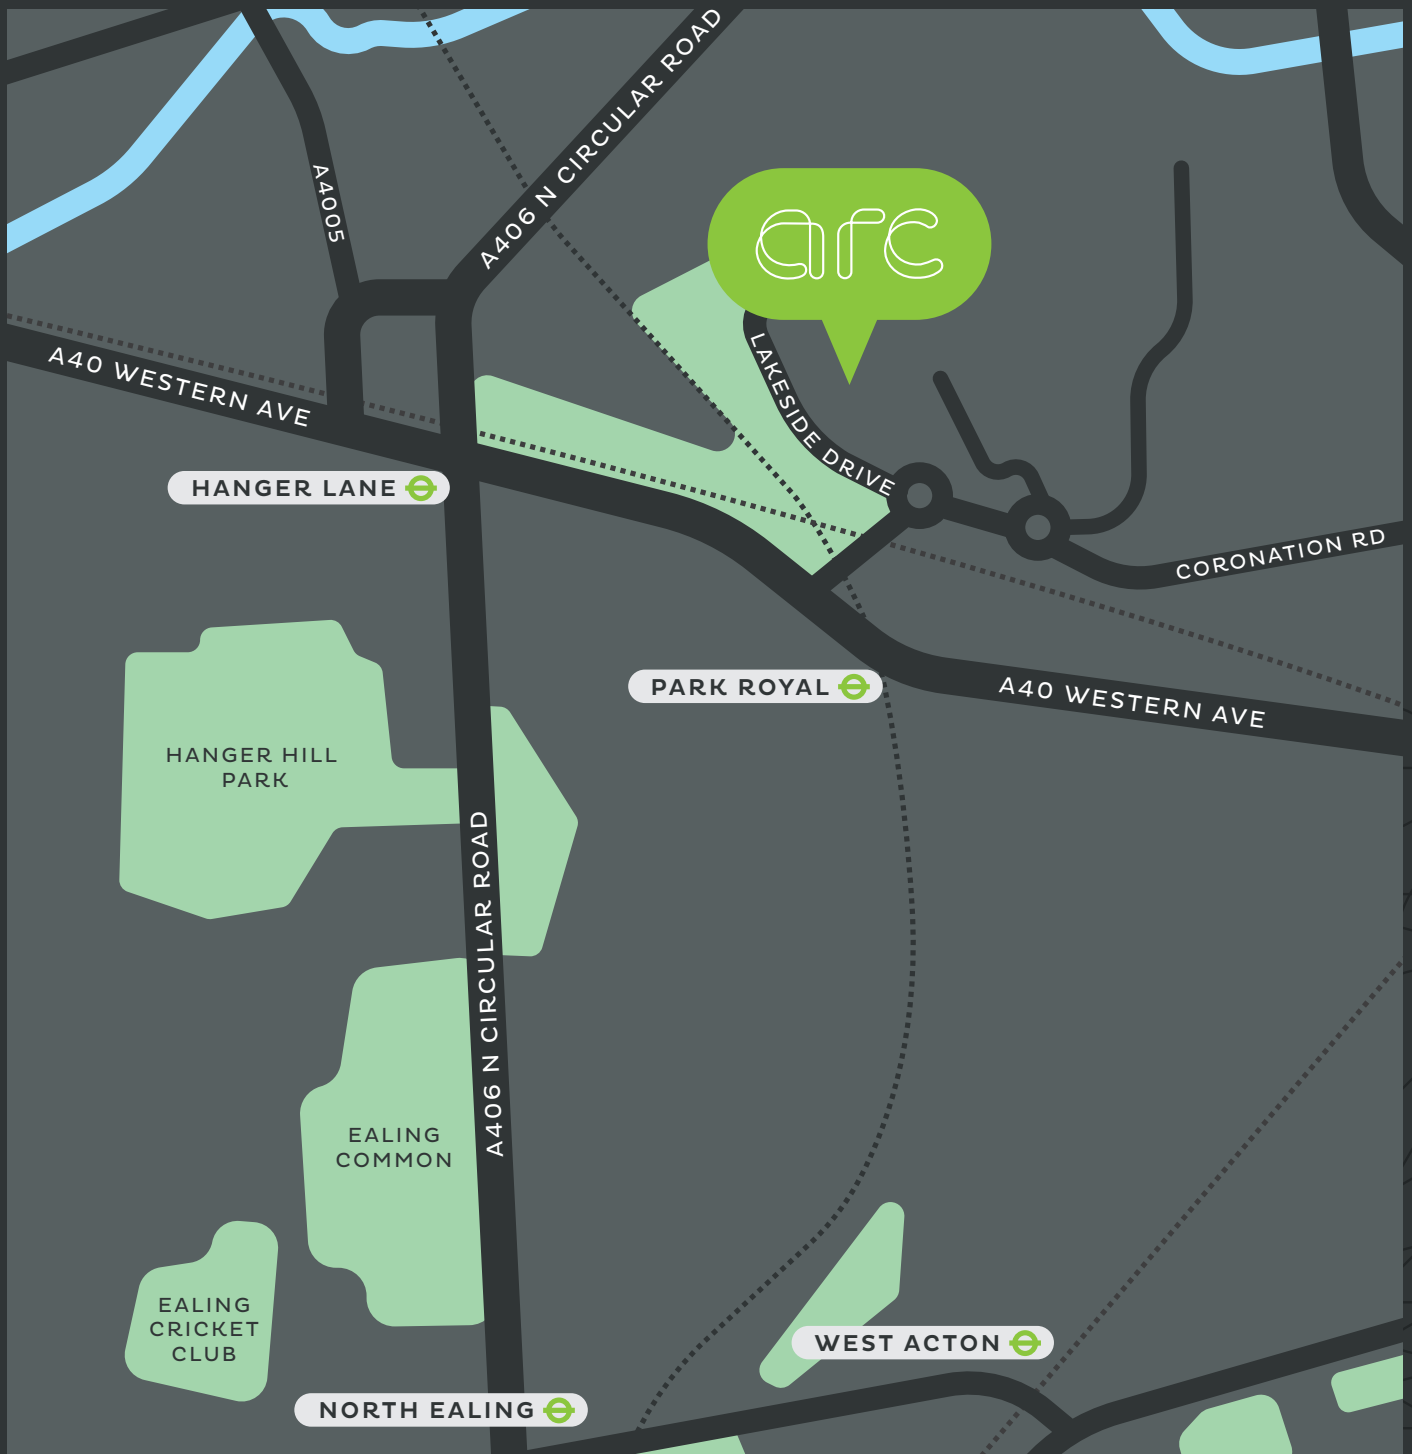 A406 N CIRCULAR ROAD
A4005
arc
LAKESIDE DRIVE
A40 WESTERN AVE
HANGER LANE
CORONATION RD
PARK ROYAL
A40 WESTERN AVE
HANGER HILL
PARK
A406 N CIRCULAR ROAD
EALING
COMMON
EALING
CRICKET
CLUB
WEST ACTON
NORTH EALING